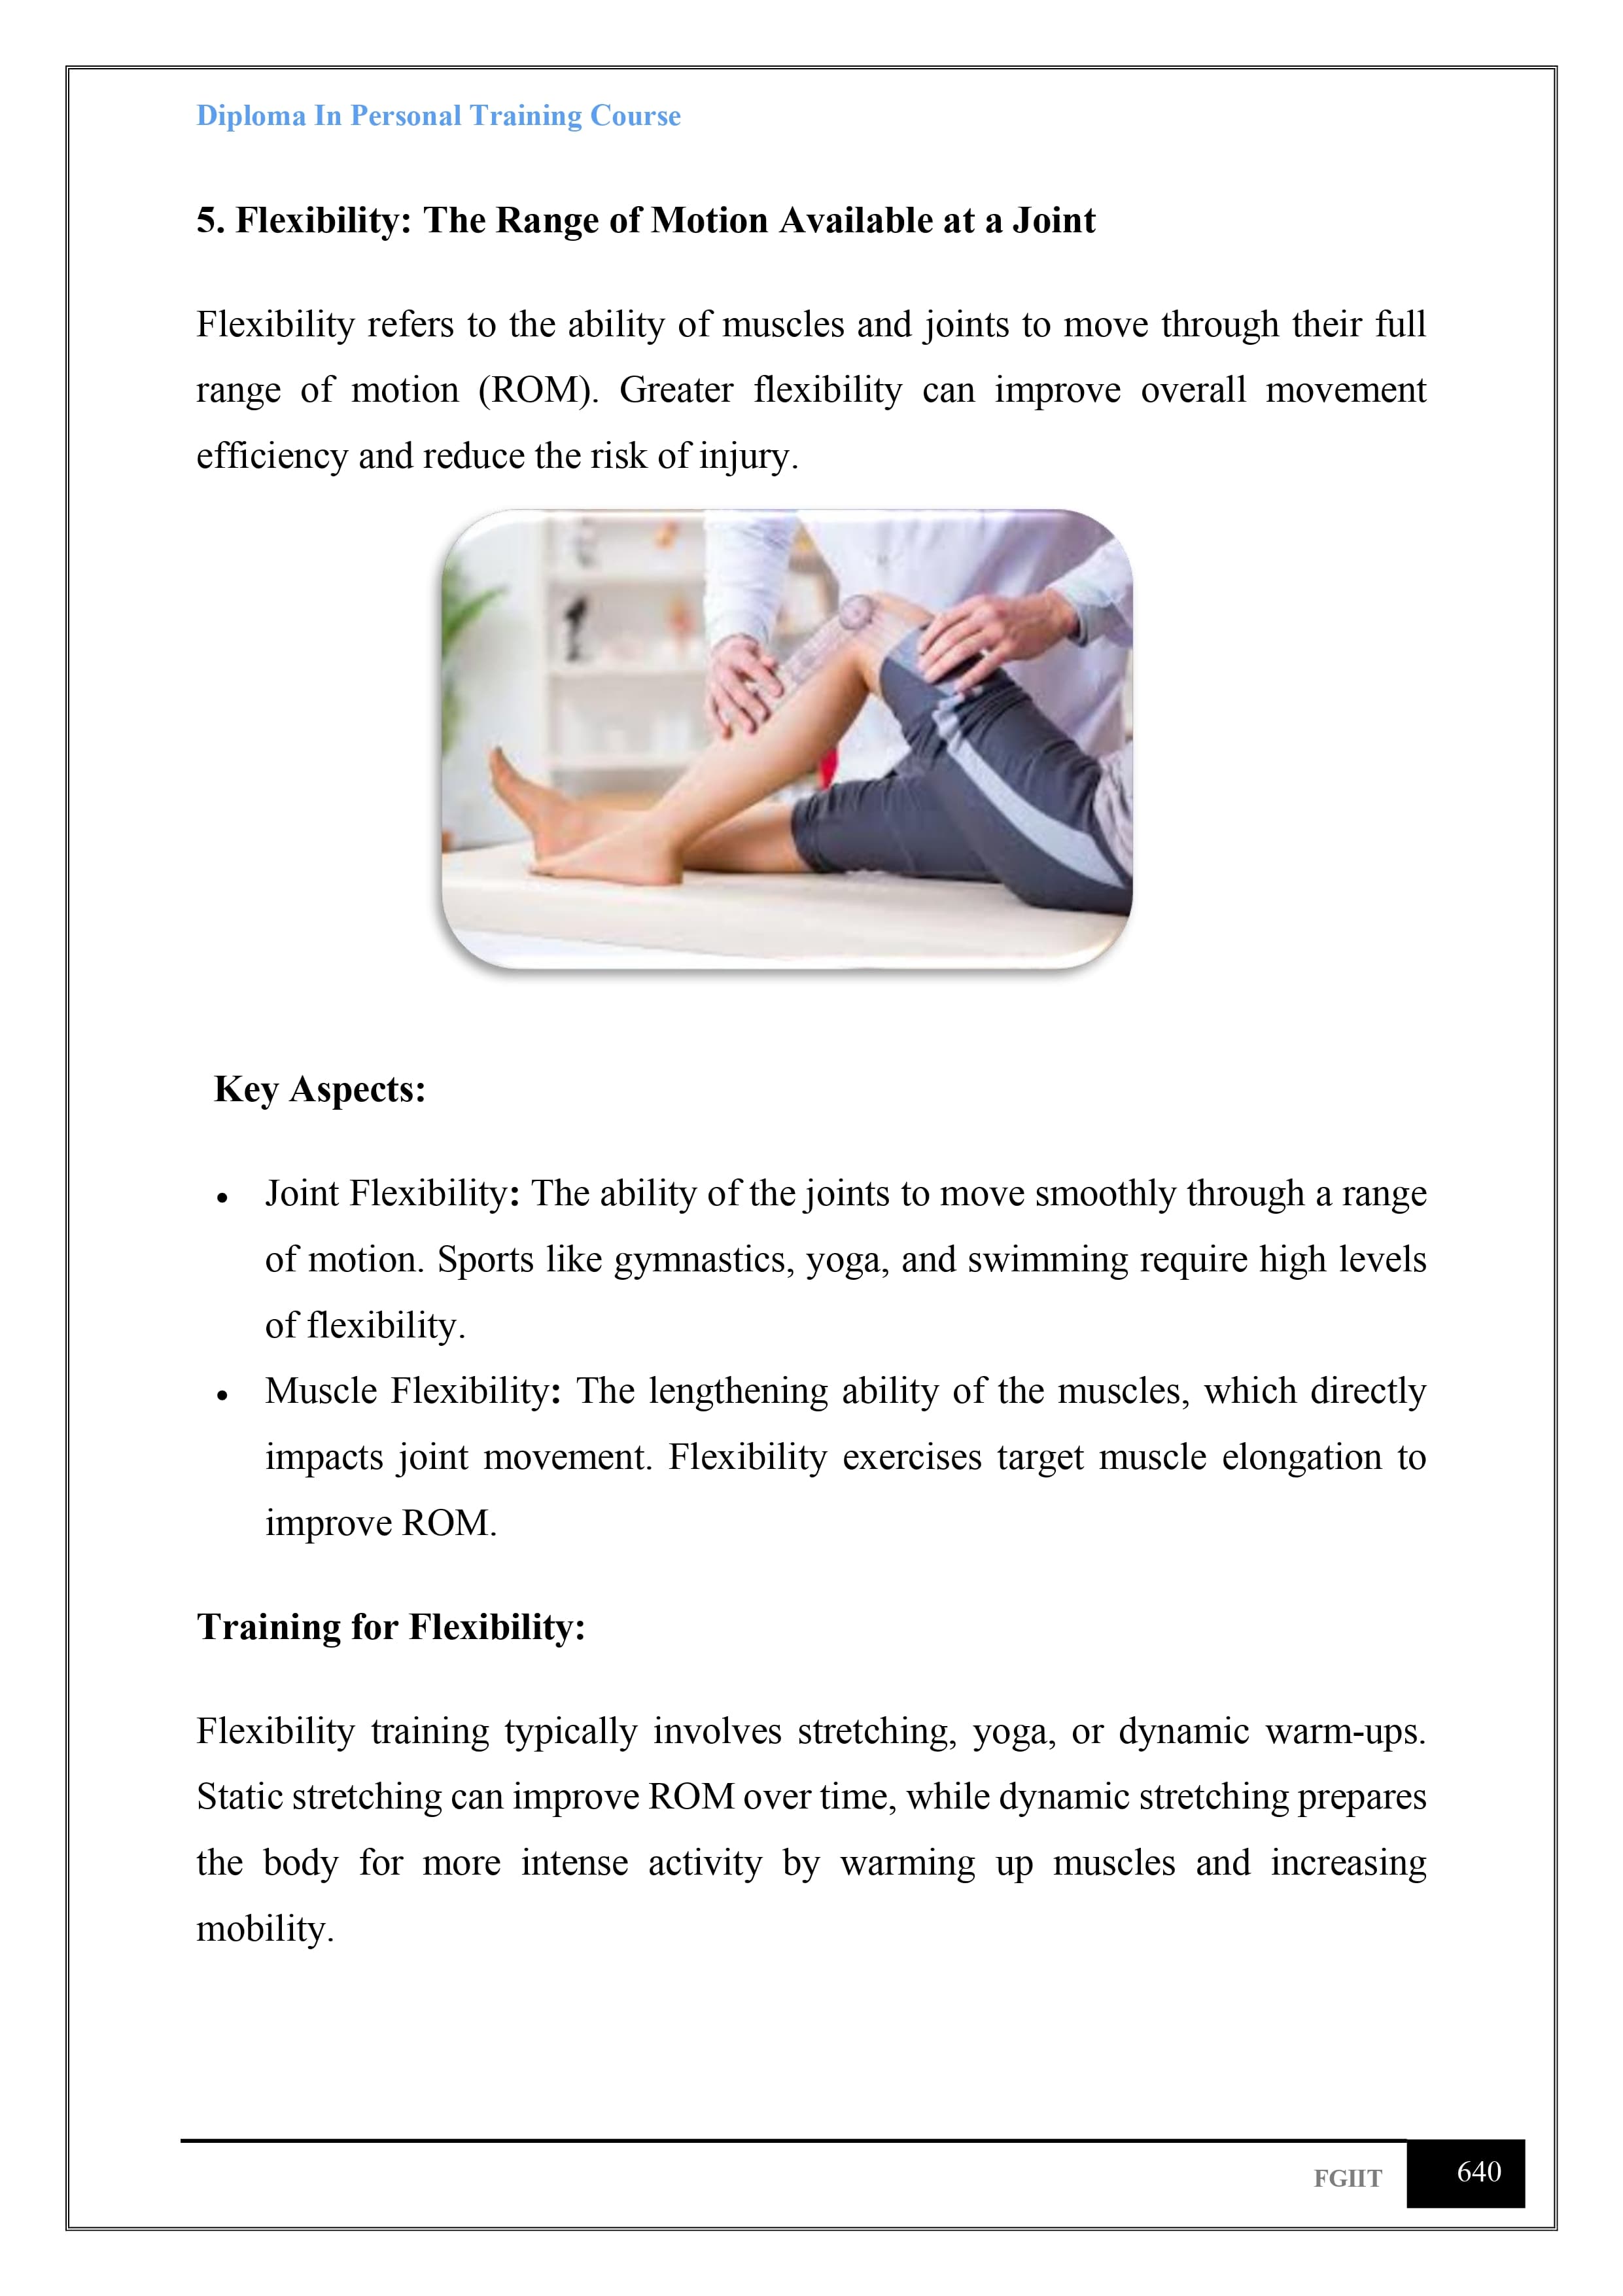 Diploma In Personal Training Course
5. Flexibility: The Range of Motion Available at a Joint
Flexibility refers to the ability of muscles and joints to move through their full
range of motion (ROM). Greater flexibility can improve overall movement
efficiency and reduce the risk of injury.
Key Aspects:
• Joint Flexibility: The ability of the joints to move smoothly through a range
of motion. Sports like gymnastics, yoga, and swimming require high levels
of flexibility.
• Muscle Flexibility: The lengthening ability of the muscles, which directly
impacts joint movement. Flexibility exercises target muscle elongation to
improve ROM.
Training for Flexibility:
Flexibility training typically involves stretching, yoga, or dynamic warm-ups.
Static stretching can improve ROM over time, while dynamic stretching prepares
the body for more intense activity by warming up muscles and increasing
mobility.
FGIIT 640